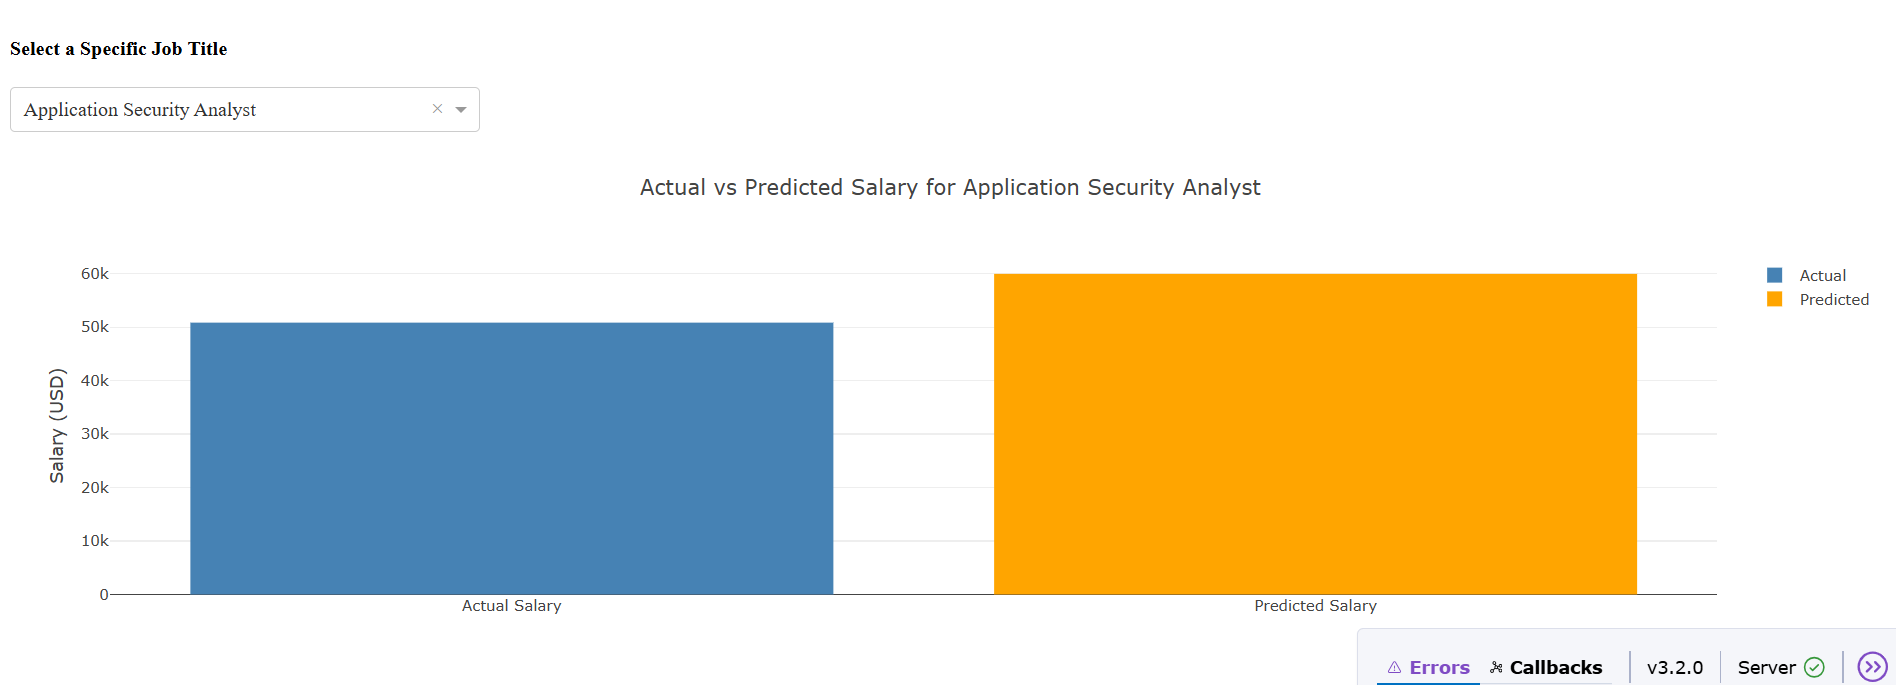 Select a Specific Job Title
Application Security Analyst
Actual vs Predicted Salary for Application Security Analyst
60k
50k
40k
30k
20k
10k
0
Salary (USD)
Actual Salary
Predicted Salary
Actual
Predicted
Errors Callbacks v3.2.0 Server